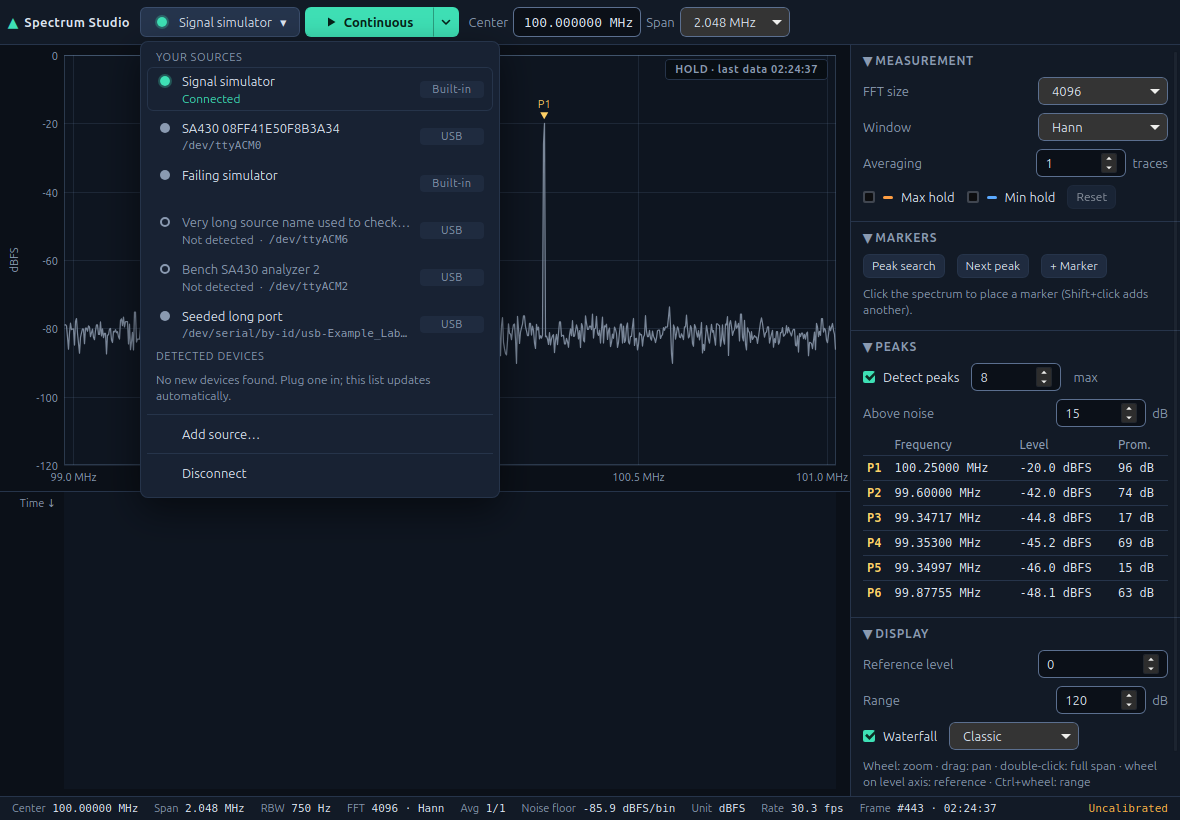 Spectrum Studio
Signal simulator ▾
Continuous
Center 100.000000 MHz Span 2.048 MHz
YOUR SOURCES
Signal simulator
Connected
Built-in
SA430 08FF41E50F8B3A34
/dev/ttyACM0
USB
Failing simulator
Built-in
Very long source name used to check…
Not detected · /dev/ttyACM6
USB
Bench SA430 analyzer 2
Not detected · /dev/ttyACM2
USB
Seeded long port
/dev/serial/by-id/usb-Example_Lab…
USB
DETECTED DEVICES
No new devices found. Plug one in; this list updates
automatically.
Add source…
Disconnect
HOLD · last data 02:24:37
P1
0
-20
-40
-60
-80
-100
-120
dBFS
99.0 MHz
100.5 MHz
101.0 MHz
Time ↓
▼MEASUREMENT
FFT size 4096
Window Hann
Averaging 1 traces
Max hold Min hold Reset
▼MARKERS
Peak search Next peak + Marker
Click the spectrum to place a marker (Shift+click adds
another).
▼PEAKS
Detect peaks 8 max
Above noise 15 dB
Frequency Level Prom.
P1 100.25000 MHz -20.0 dBFS 96 dB
P2 99.60000 MHz -42.0 dBFS 74 dB
P3 99.34717 MHz -44.8 dBFS 17 dB
P4 99.35300 MHz -45.2 dBFS 69 dB
P5 99.34997 MHz -46.0 dBFS 15 dB
P6 99.87755 MHz -48.1 dBFS 63 dB
▼DISPLAY
Reference level 0
Range 120 dB
Waterfall Classic
Wheel: zoom · drag: pan · double-click: full span · wheel
on level axis: reference · Ctrl+wheel: range
Center 100.00000 MHz Span 2.048 MHz RBW 750 Hz FFT 4096 · Hann Avg 1/1 Noise floor -85.9 dBFS/bin Unit dBFS Rate 30.3 fps Frame #443 · 02:24:37 Uncalibrated